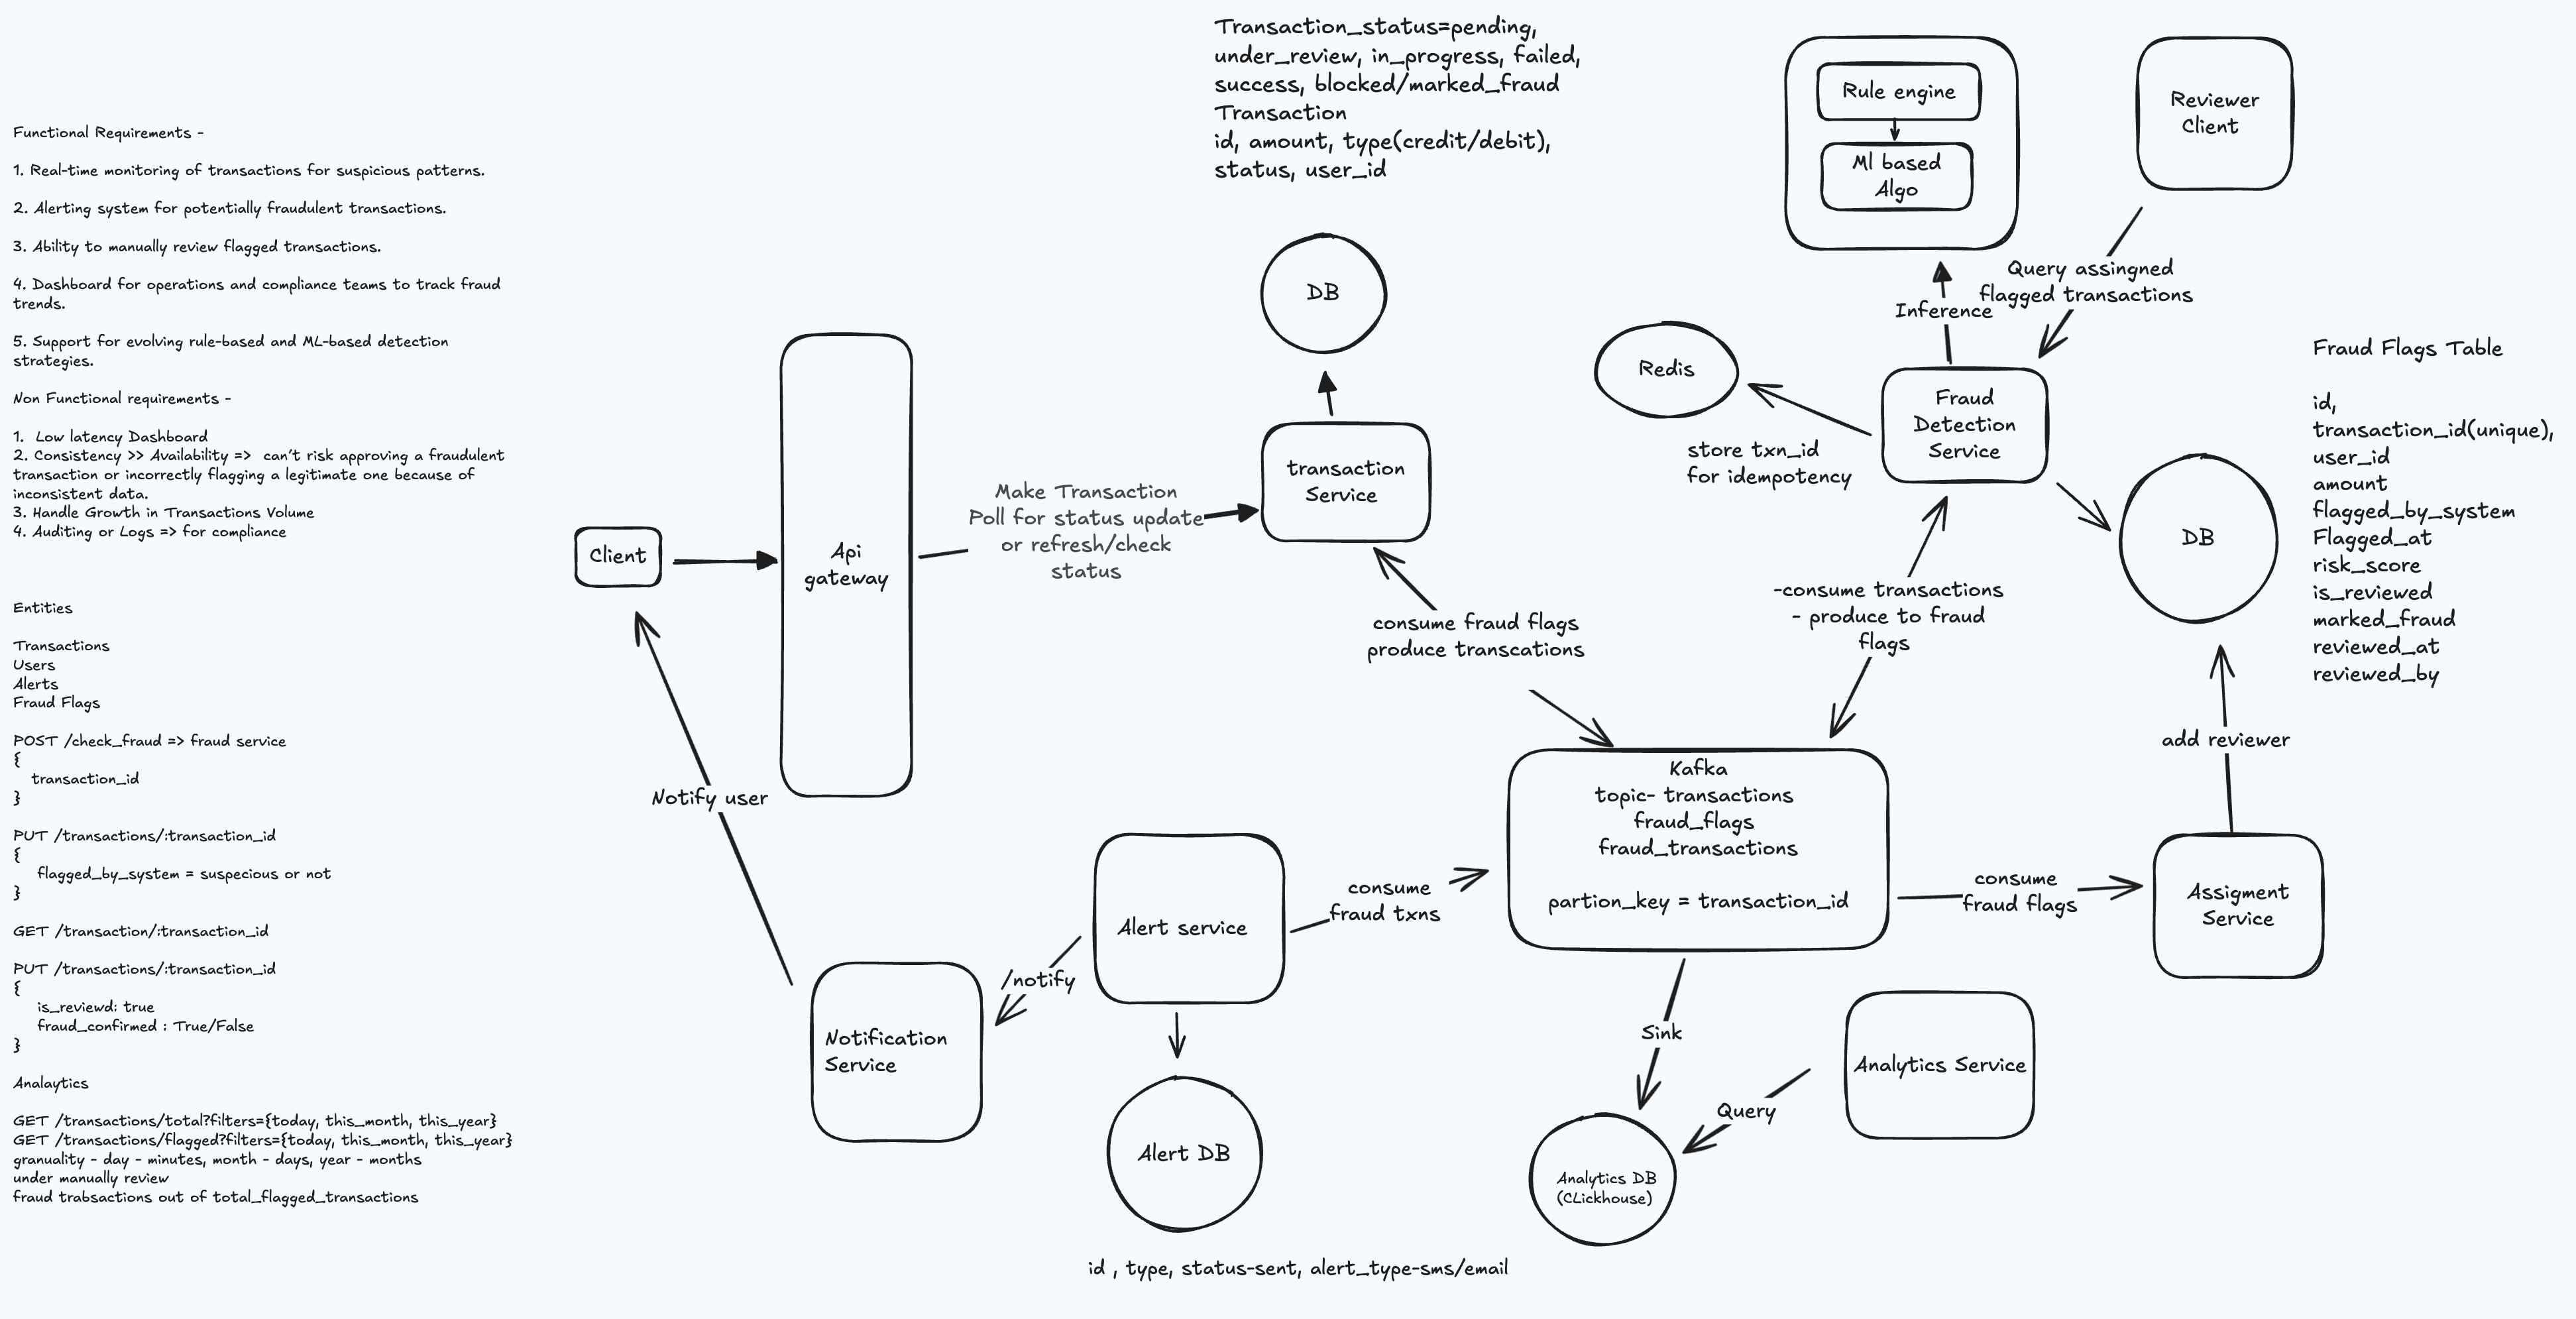 Functional Requirements -
1. Real-time monitoring of transactions for suspicious patterns.
2. Alerting system for potentially fraudulent transactions.
3. Ability to manually review flagged transactions.
4. Dashboard for operations and compliance teams to track fraud
trends.
5. Support for evolving rule-based and ML-based detection
strategies.
Non Functional requirements -
1. Low latency Dashboard
2. Consistency >> Availability => can't risk approving a fraudulent
transaction or incorrectly flagging a legitimate one because of
inconsistent data.
3. Handle Growth in Transactions Volume
4. Auditing or Logs => for compliance
Entities
Transactions
Users
Alerts
Fraud Flags
POST /check_fraud => fraud service
{
transaction_id
}
PUT /transactions/:transaction_id
{
flagged_by_system = suspecious or not
}
GET /transaction/:transaction_id
PUT /transactions/:transaction_id
{
is_reviewd: true
fraud_confirmed : True/False
}
Analaytics
GET /transactions/total?filters={today, this_month, this_year}
GET /transactions/flagged?filters={today, this_month, this_year}
granuality - day - minutes, month - days, year - months
under manually review
fraud trabsactions out of total_flagged_transactions
Client
Api
gateway
Make Transaction
Poll for status update
or refresh/check
status
Transaction_status=pending,
under_review, in_progress, failed,
success, blocked/marked_fraud
Transaction
id, amount, type(credit/debit),
status, user_id
DB
transaction
Service
consume fraud flags
produce transcations
Rule engine
Ml based
Algo
Inference
Reviewer
Client
Query assingned
flagged transactions
Redis
store txn_id
for idempotency
Fraud
Detection
Service
DB
Fraud Flags Table
id,
transaction_id(unique),
user_id
amount
flagged_by_system
Flagged_at
risk_score
is_reviewed
marked_fraud
reviewed_at
reviewed_by
-consume transactions
- produce to fraud
flags
Kafka
topic- transactions
fraud_flags
fraud_transactions
partion_key = transaction_id
add reviewer
consume
fraud flags
Assigment
Service
Notify user
Alert service
consume
fraud txns
/notify
Notification
Service
Alert DB
id , type, status-sent, alert_type-sms/email
Sink
Analytics Service
Query
Analytics DB
(CLickhouse)